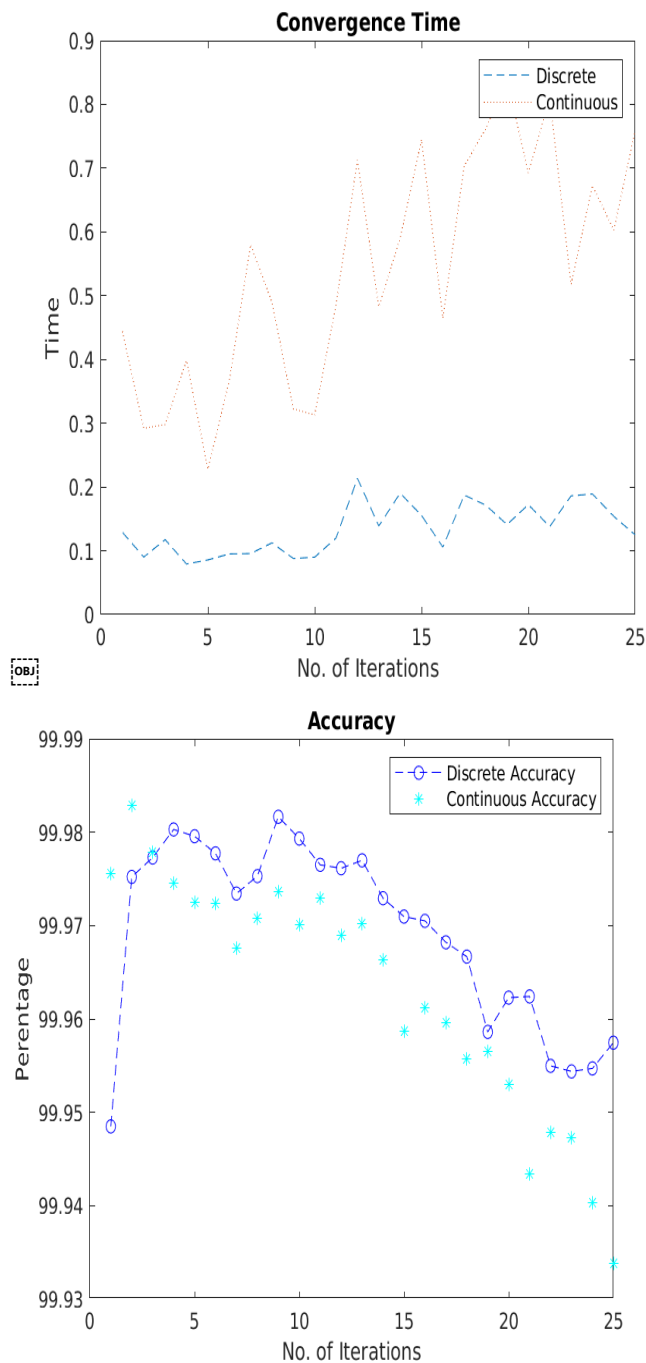 Convergence Time
0.9
0.8
0.7
0.6
0.5
0.4
0.3
0.2
0.1
0
Time
Discrete
Continuous
0 5 10 15 20 25
No. of Iterations
OBJ
Accuracy
99.99
99.98
99.97
99.96
99.95
99.94
99.93
Perentage
Discrete Accuracy
Continuous Accuracy
0 5 10 15 20 25
No. of Iterations